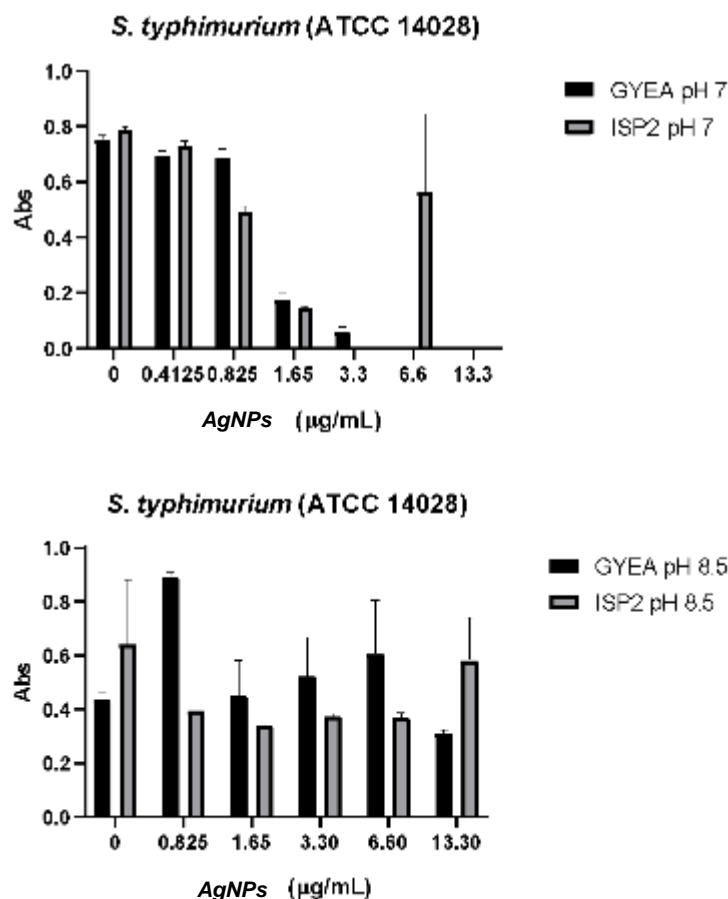 S. typhimurium (ATCC 14028)
GYEA pH 7
ISP2 pH 7
1.0
0.8
0.6
0.4
0.2
0.0
Abs
0 0.4125 0.825 1.65 3.3 6.6 13.3
AgNPs (µg/mL)
S. typhimurium (ATCC 14028)
GYEA pH 8.5
ISP2 pH 8.5
1.0
0.8
0.6
0.4
0.2
0.0
Abs
0 0.825 1.65 3.30 6.60 13.30
AgNPs (µg/mL)